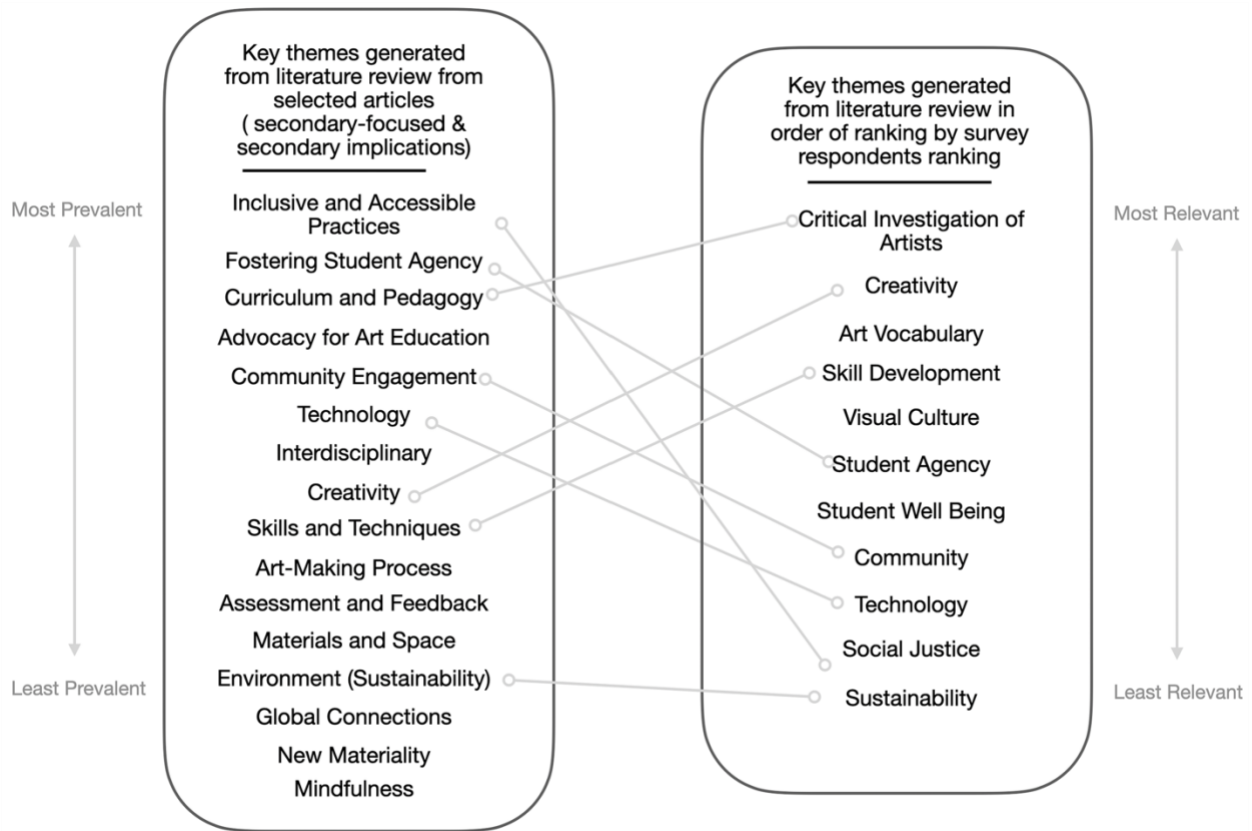 Key themes generated
from literature review from
selected articles
( secondary-focused &
secondary implications)
Most Prevalent
Least Prevalent
Inclusive and Accessible
Practices
Fostering Student Agency
Curriculum and Pedagogy
Advocacy for Art Education
Community Engagement
Technology
Interdisciplinary
Creativity
Skills and Techniques
Art-Making Process
Assessment and Feedback
Materials and Space
Environment (Sustainability)
Global Connections
New Materiality
Mindfulness
Key themes generated
from literature review in
order of ranking by survey
respondents ranking
Critical Investigation of
Artists
Creativity
Art Vocabulary
Skill Development
Visual Culture
Student Agency
Student Well Being
Community
Technology
Social Justice
Sustainability
Most Relevant
Least Relevant